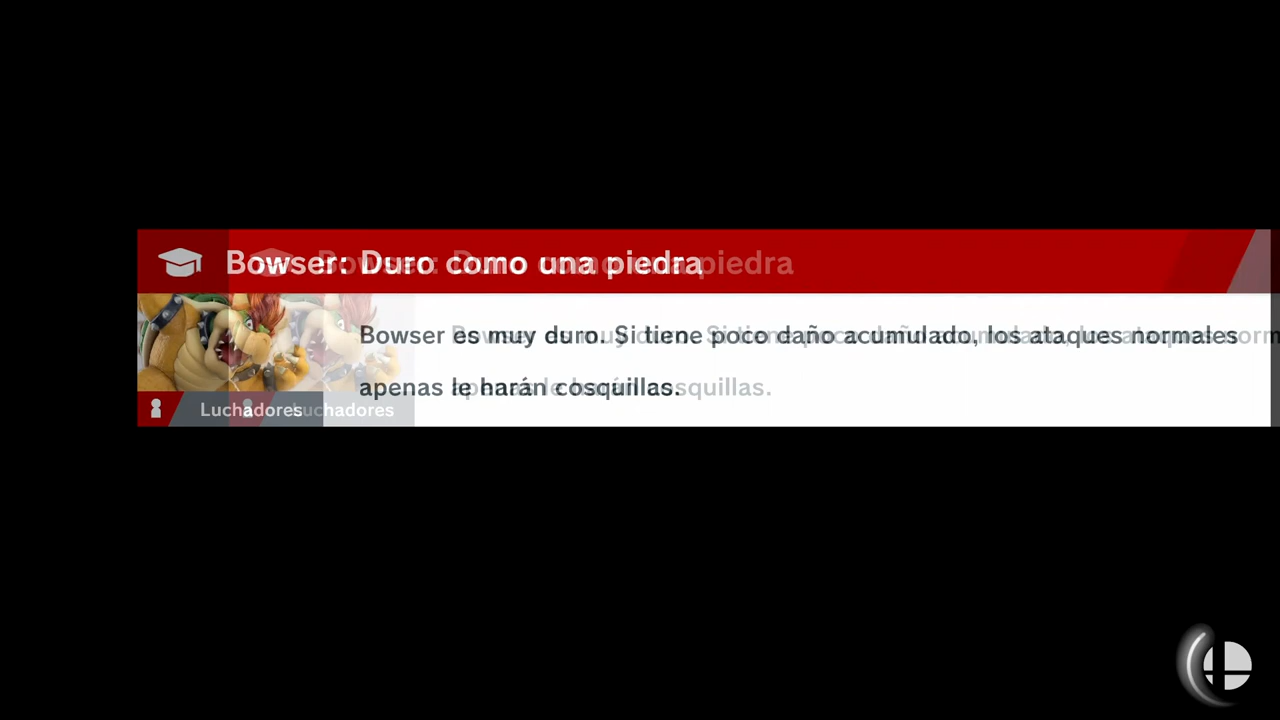 Bowser: Duro como una piedra
Bowser es muy duro. Si tiene poco daño acumulado, los ataques normales
apenas le harán cosquillas.
Luchadores